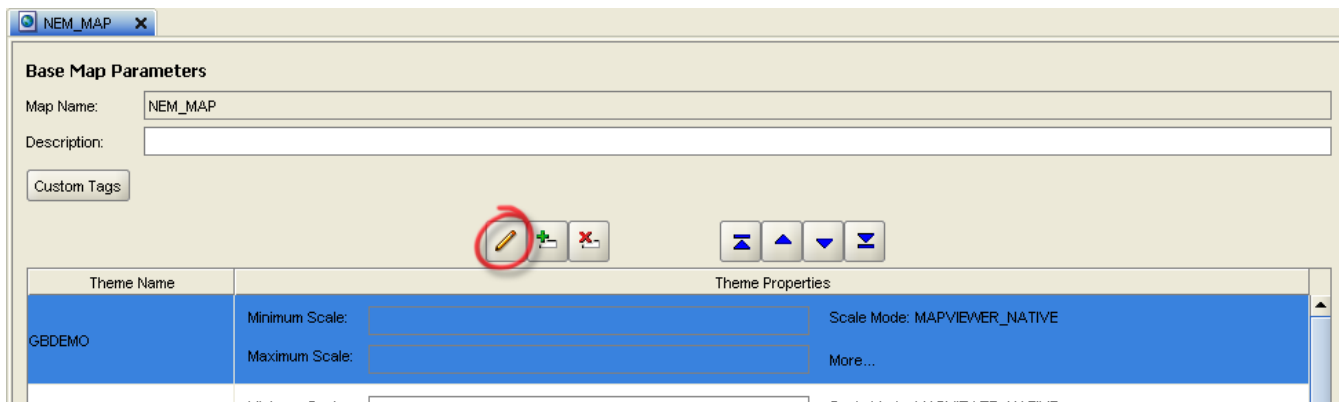 NEM_MAP
Base Map Parameters
Map Name: NEM_MAP
Description:
Custom Tags
Theme Name Theme Properties
Minimum Scale: Scale Mode: MAPVIEWER_NATIVE
GBDEMO
Maximum Scale: More...